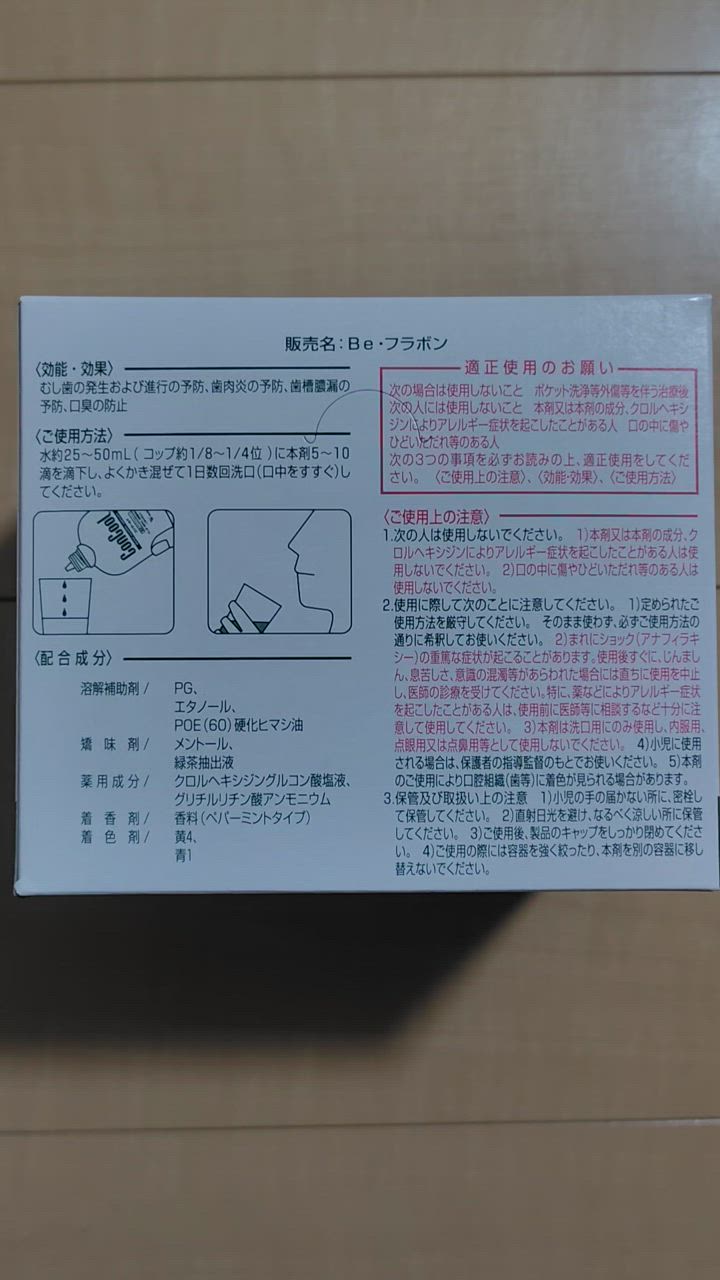 販売名：Be・フラボン
〈効能・効果〉
むし歯の発生および進行の予防、歯肉炎の予防、歯槽膿漏の
予防、口臭の防止
〈ご使用方法〉
水約25～50mL（コップ約1/8～1/4位）に本剤5～10
滴を滴下し、よくかき混ぜて1日数回洗口（口中をすすぐ）し
てください。
ConCool
〈配合成分〉
溶解補助剤/ PG、
エタノール、
POE(60)硬化ヒマシ油
矯味剤/ メントール、
緑茶抽出液
薬用成分/ クロルヘキシジングルコン酸塩液、
グリチルリチン酸アンモニウム
着香剤/ 香料（ペパーミントタイプ）
着色剤/ 黄4、
青1
適正使用のお願い
次の場合は使用しないこと ポケット洗浄等外傷等を伴う治療後
次の人には使用しないこと 本剤又は本剤の成分、クロルヘキシ
ジンによりアレルギー症状を起こしたことがある人 口の中に傷や
ひどいただれ等のある人
次の3つの事項を必ずお読みの上、適正使用をしてくだ
さい。〈ご使用上の注意〉、〈効能・効果〉、〈ご使用方法〉
〈ご使用上の注意〉
1.次の人は使用しないでください。 1)本剤又は本剤の成分、ク
ロルヘキシジンによりアレルギー症状を起こしたことがある人は使
用しないでください。 2)口の中に傷やひどいただれ等のある人は
使用しないでください。
2.使用に際して次のことに注意してください。 1)定められたご
使用方法を厳守してください。 そのまま使わず、必ずご使用方法の
通りに希釈してお使いください。 2)まれにショック（アナフィラキ
シー）の重篤な症状が起こることがあります。使用後すぐに、じんまし
ん、息苦しさ、意識の混濁等があらわれた場合には直ちに使用を中止
し、医師の診療を受けてください。特に、薬などによりアレルギー症状
を起こしたことがある人は、使用前に医師等に相談するなど十分に注
意して使用してください。 3)本剤は洗口用にのみ使用し、内服用、
点眼用又は点鼻用等として使用しないでください。 4)小児に使用
される場合は、保護者の指導監督のもとでお使いください。 5)本剤
のご使用により口腔組織（歯等）に着色が見られる場合があります。
3.保管及び取扱い上の注意 1)小児の手の届かない所に、密栓し
て保管してください。 2)直射日光を避け、なるべく涼しい所に保管
してください。 3)ご使用後、製品のキャップをしっかり閉めてくださ
い。 4)ご使用の際には容器を強く絞ったり、本剤を別の容器に移し
替えないでください。